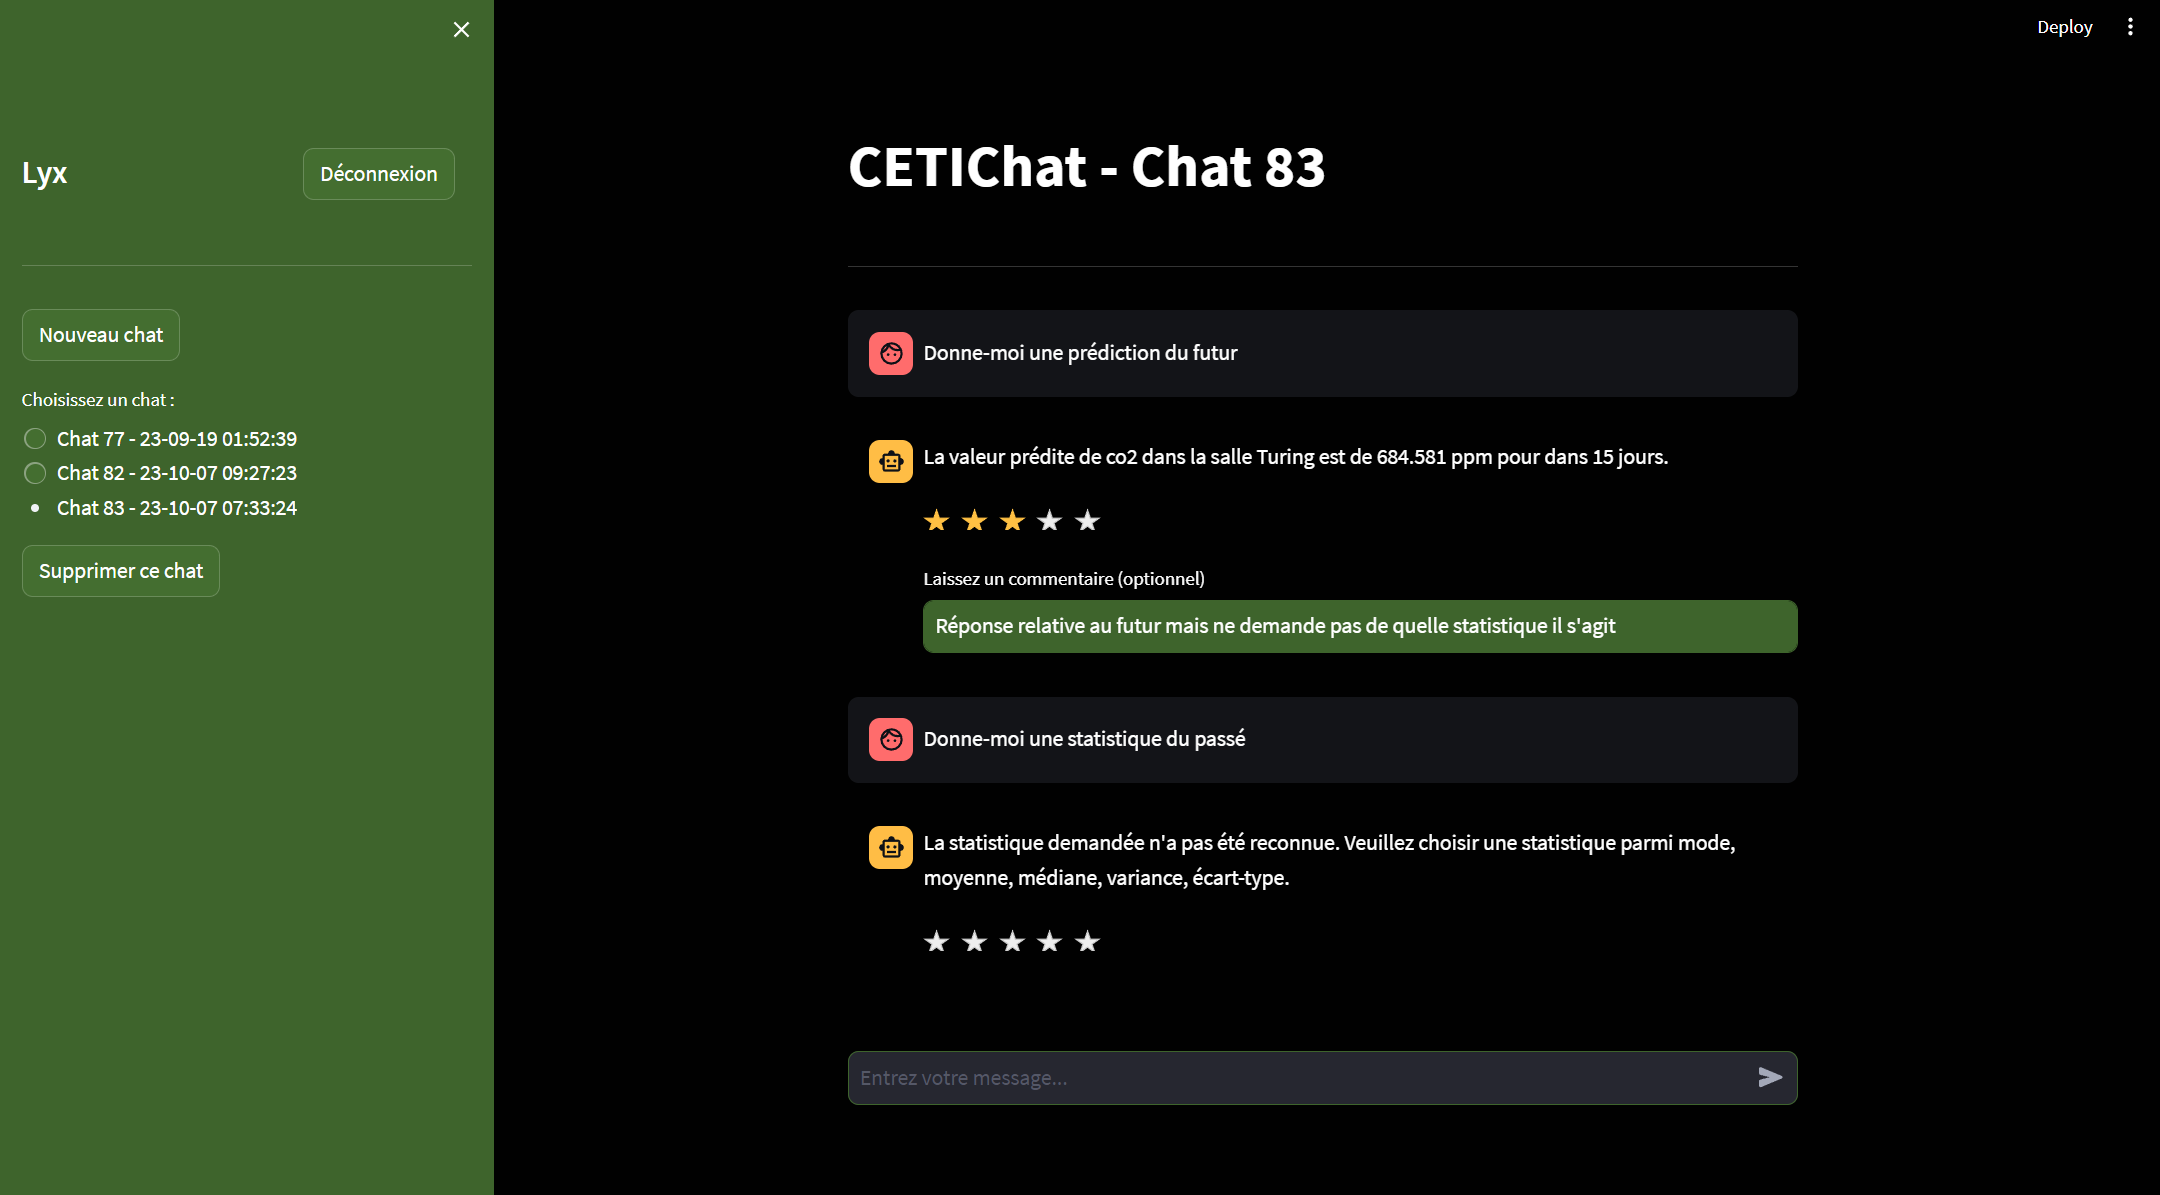 Deploy
Lyx
Déconnexion
Nouveau chat
Choisissez un chat :
Chat 77 - 23-09-19 01:52:39
Chat 82 - 23-10-07 09:27:23
Chat 83 - 23-10-07 07:33:24
Supprimer ce chat
CETIChat - Chat 83
Donne-moi une prédiction du futur
La valeur prédite de co2 dans la salle Turing est de 684.581 ppm pour dans 15 jours.
Laissez un commentaire (optionnel)
Réponse relative au futur mais ne demande pas de quelle statistique il s'agit
Donne-moi une statistique du passé
La statistique demandée n'a pas été reconnue. Veuillez choisir une statistique parmi mode,
moyenne, médiane, variance, écart-type.
Entrez votre message...